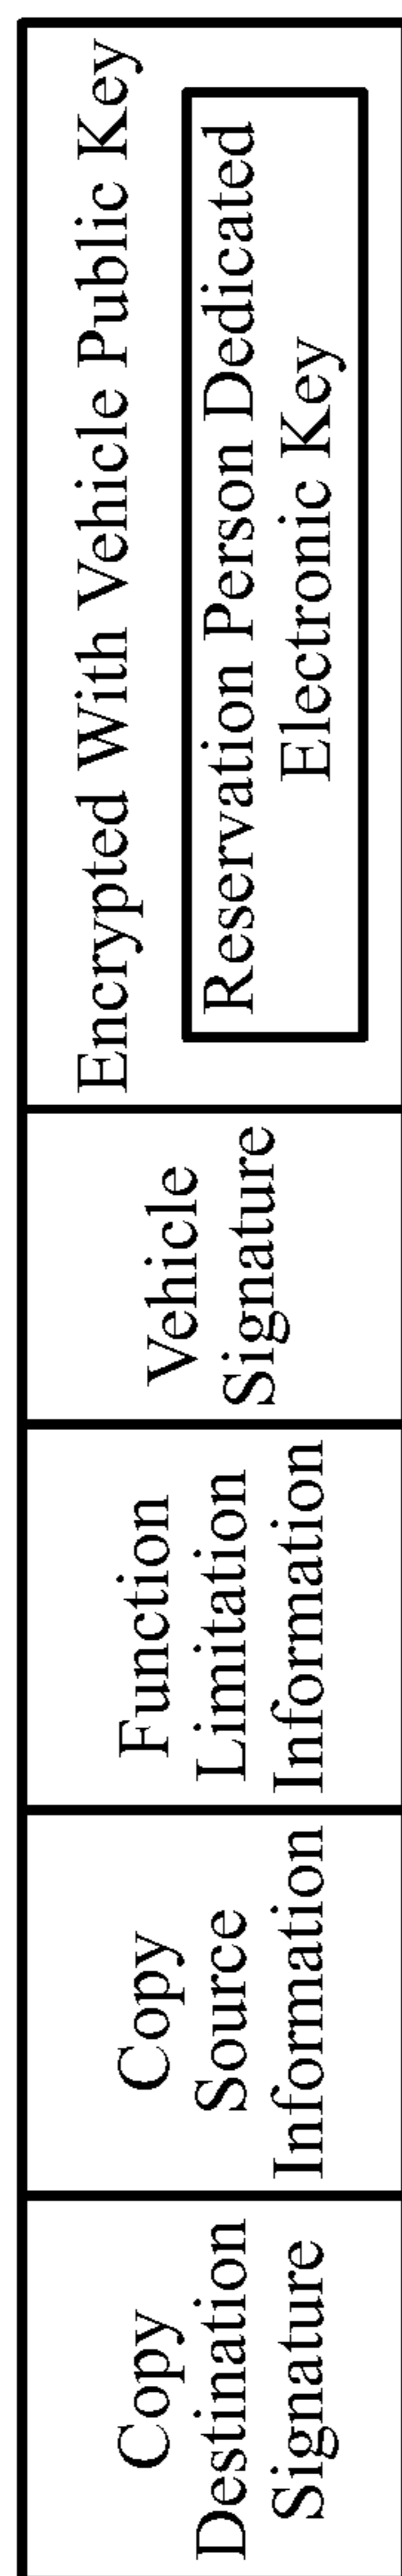 Copy
Destination
Signature
Copy
Source
Information
Function
Limitation
Information
Vehicle
Signature
Encrypted With Vehicle Public Key
Reservation Person Dedicated
Electronic Key